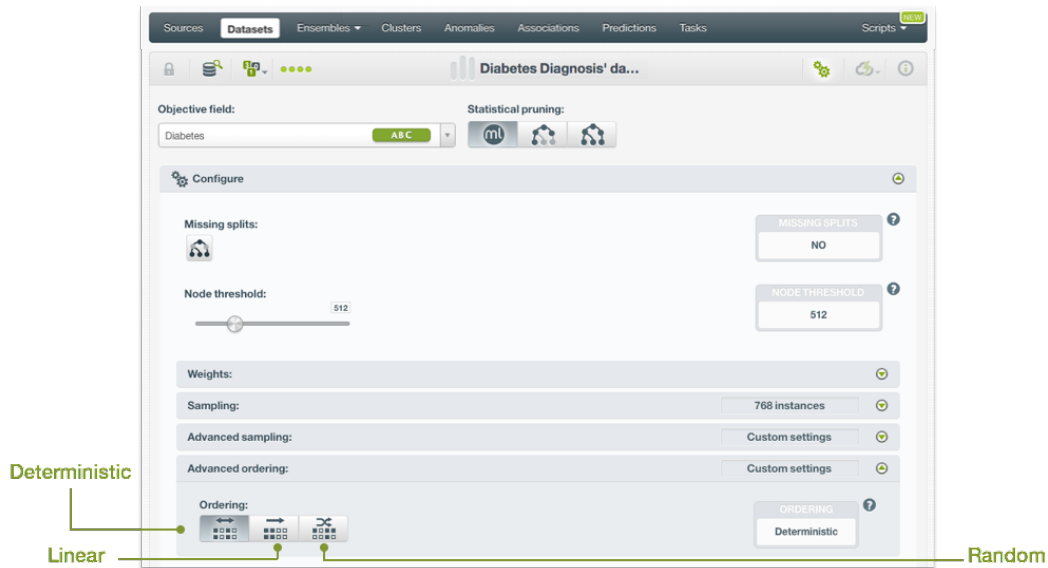 Sources Datasets Ensembles Clusters Anomalies Associations Predictions Tasks Scripts NEW
Diabetes Diagnosis' da...
Objective field: Statistical pruning:
Diabetes ABC ml
Configure
Missing splits: MISSING SPLITS ?
NO
Node threshold: NODE THRESHOLD ?
512 512
Weights:
Sampling: 768 instances
Advanced sampling: Custom settings
Advanced ordering: Custom settings
Deterministic
Ordering: ORDERING ?
Deterministic
Linear Random